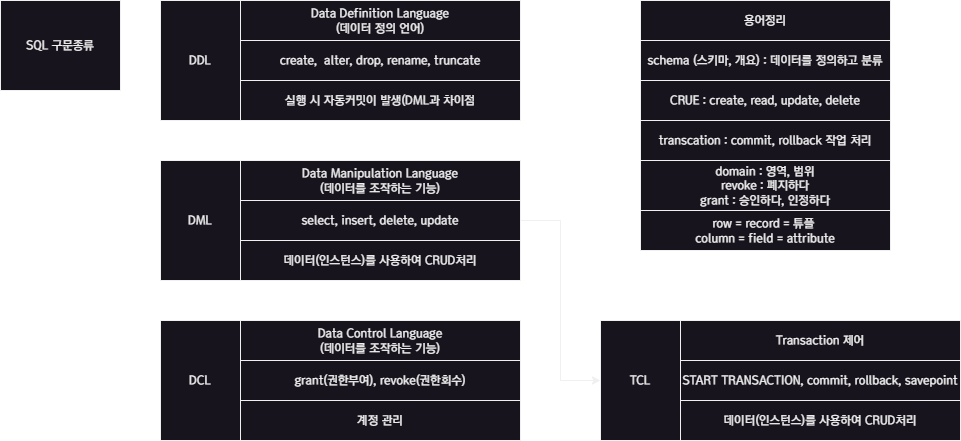 SQL 구문종류
DDL
Data Definition Language
(데이터 정의 언어)
create, alter, drop, rename, truncate
실행 시 자동커밋이 발생(DML과 차이점
DML
Data Manipulation Language
(데이터를 조작하는 기능)
select, insert, delete, update
데이터(인스턴스)를 사용하여 CRUD처리
DCL
Data Control Language
(데이터를 조작하는 기능)
grant(권한부여), revoke(권한회수)
계정 관리
용어정리
schema (스키마, 개요) : 데이터를 정의하고 분류
CRUE : create, read, update, delete
transcation : commit, rollback 작업 처리
domain : 영역, 범위
revoke : 폐지하다
grant : 승인하다, 인정하다
row = record = 튜플
column = field = attribute
TCL
Transaction 제어
START TRANSACTION, commit, rollback, savepoint
데이터(인스턴스)를 사용하여 CRUD처리